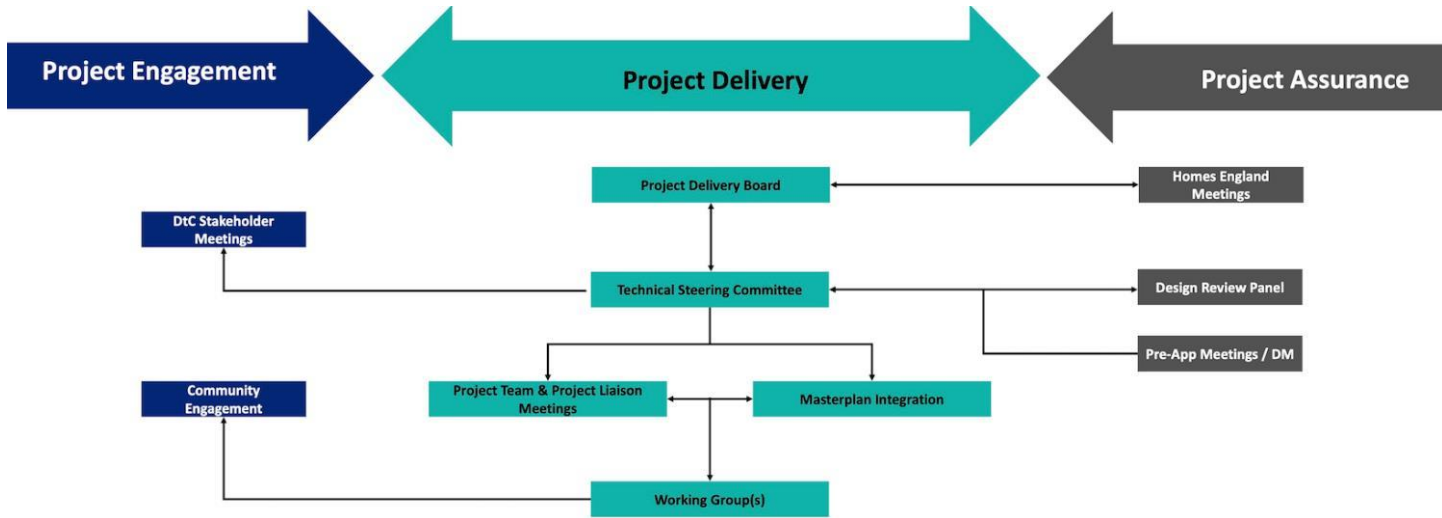 Project Engagement
Project Delivery
Project Assurance
Project Delivery Board
Homes England
Meetings
DtC Stakeholder
Meetings
Technical Steering Committee
Design Review Panel
Pre-App Meetings / DM
Community
Engagement
Project Team & Project Liaison
Meetings
Masterplan Integration
Working Group(s)